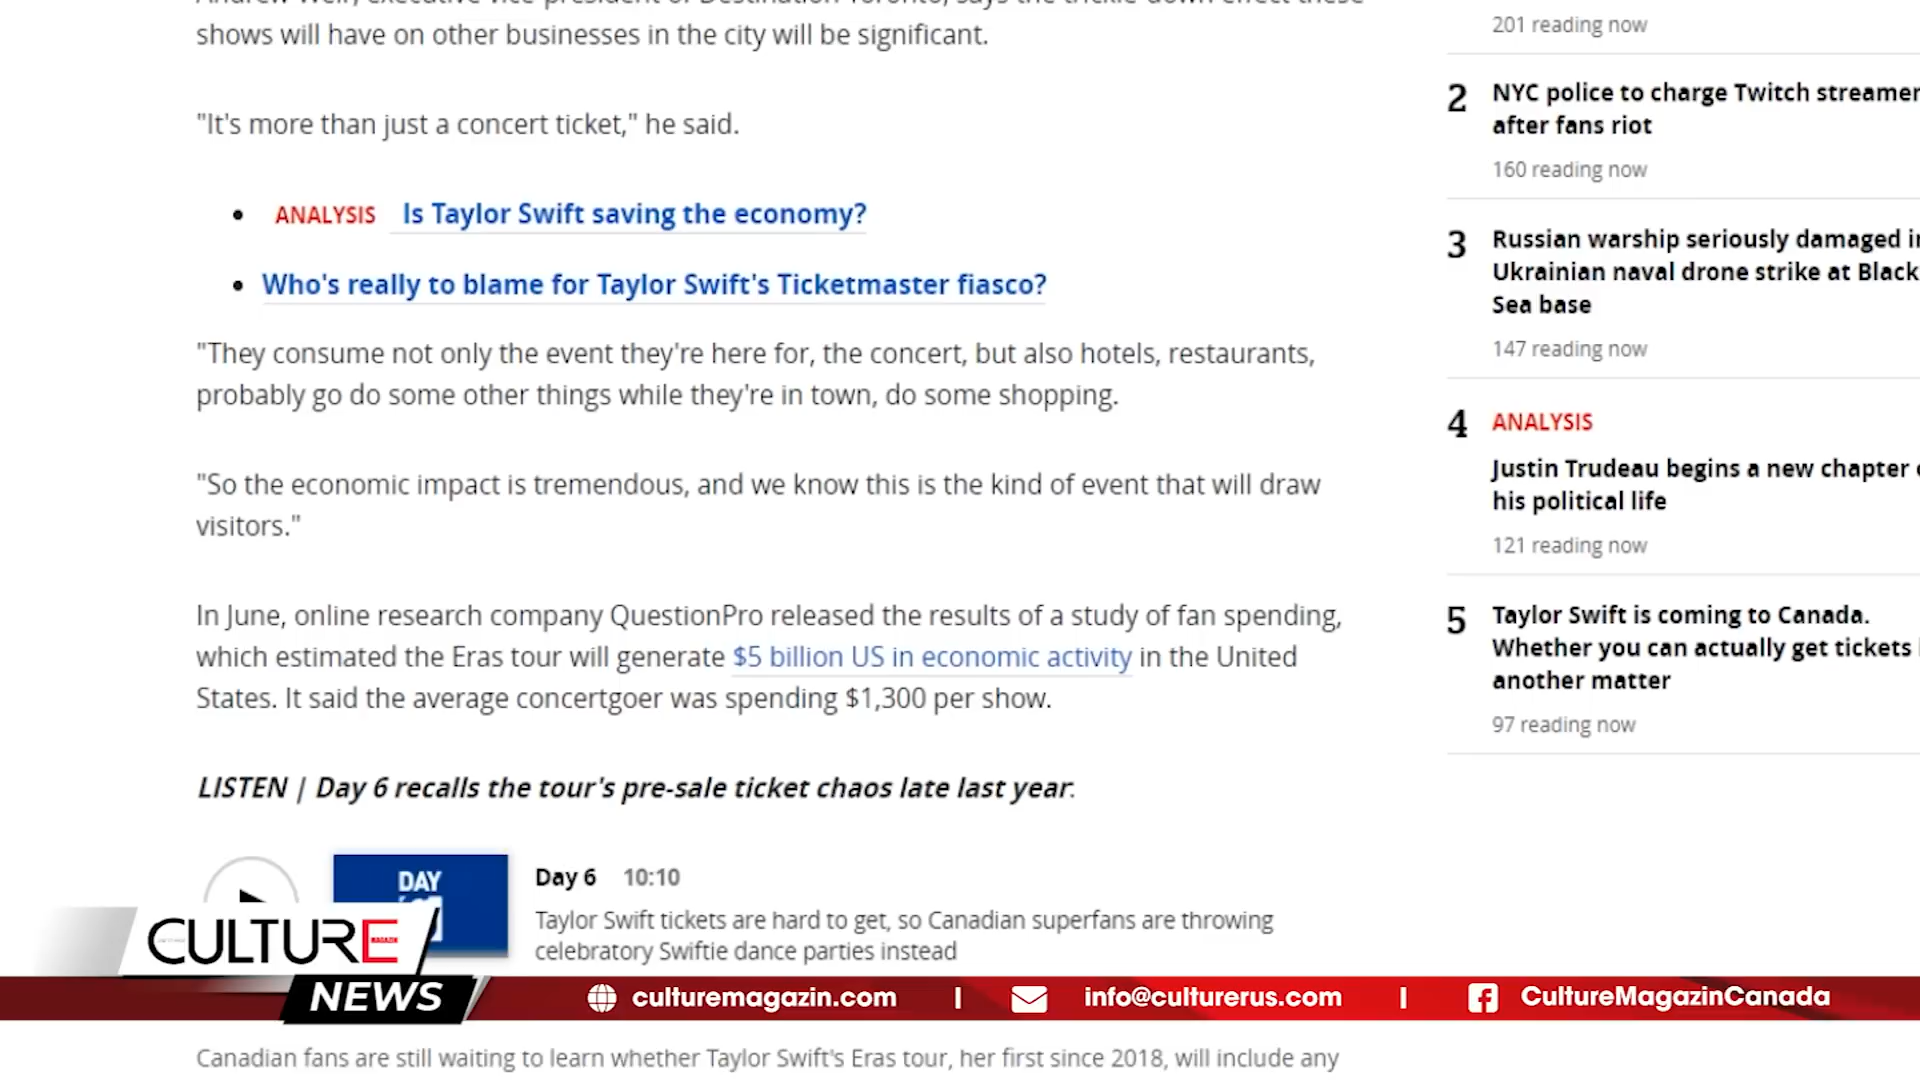 shows will have on other businesses in the city will be significant.
"It's more than just a concert ticket," he said.
ANALYSIS Is Taylor Swift saving the economy?
Who's really to blame for Taylor Swift's Ticketmaster fiasco?
"They consume not only the event they're here for, the concert, but also hotels, restaurants,
probably go do some other things while they're in town, do some shopping.
"So the economic impact is tremendous, and we know this is the kind of event that will draw
visitors."
In June, online research company QuestionPro released the results of a study of fan spending,
which estimated the Eras tour will generate $5 billion US in economic activity in the United
States. It said the average concertgoer was spending $1,300 per show.
LISTEN | Day 6 recalls the tour's pre-sale ticket chaos late last year.
DAY
Day 6 10:10
Taylor Swift tickets are hard to get, so Canadian superfans are throwing
celebratory Swiftie dance parties instead
Canadian fans are still waiting to learn whether Taylor Swift's Eras tour, her first since 2018, will include any
201 reading now
2 NYC police to charge Twitch streamer
after fans riot
160 reading now
3 Russian warship seriously damaged in
Ukrainian naval drone strike at Black
Sea base
147 reading now
4 ANALYSIS
Justin Trudeau begins a new chapter
his political life
121 reading now
5 Taylor Swift is coming to Canada.
Whether you can actually get tickets
another matter
97 reading now
CULTURE MAGAZIN
NEWS
culturemagazin.com | info@culturerus.com | CultureMagazinCanada